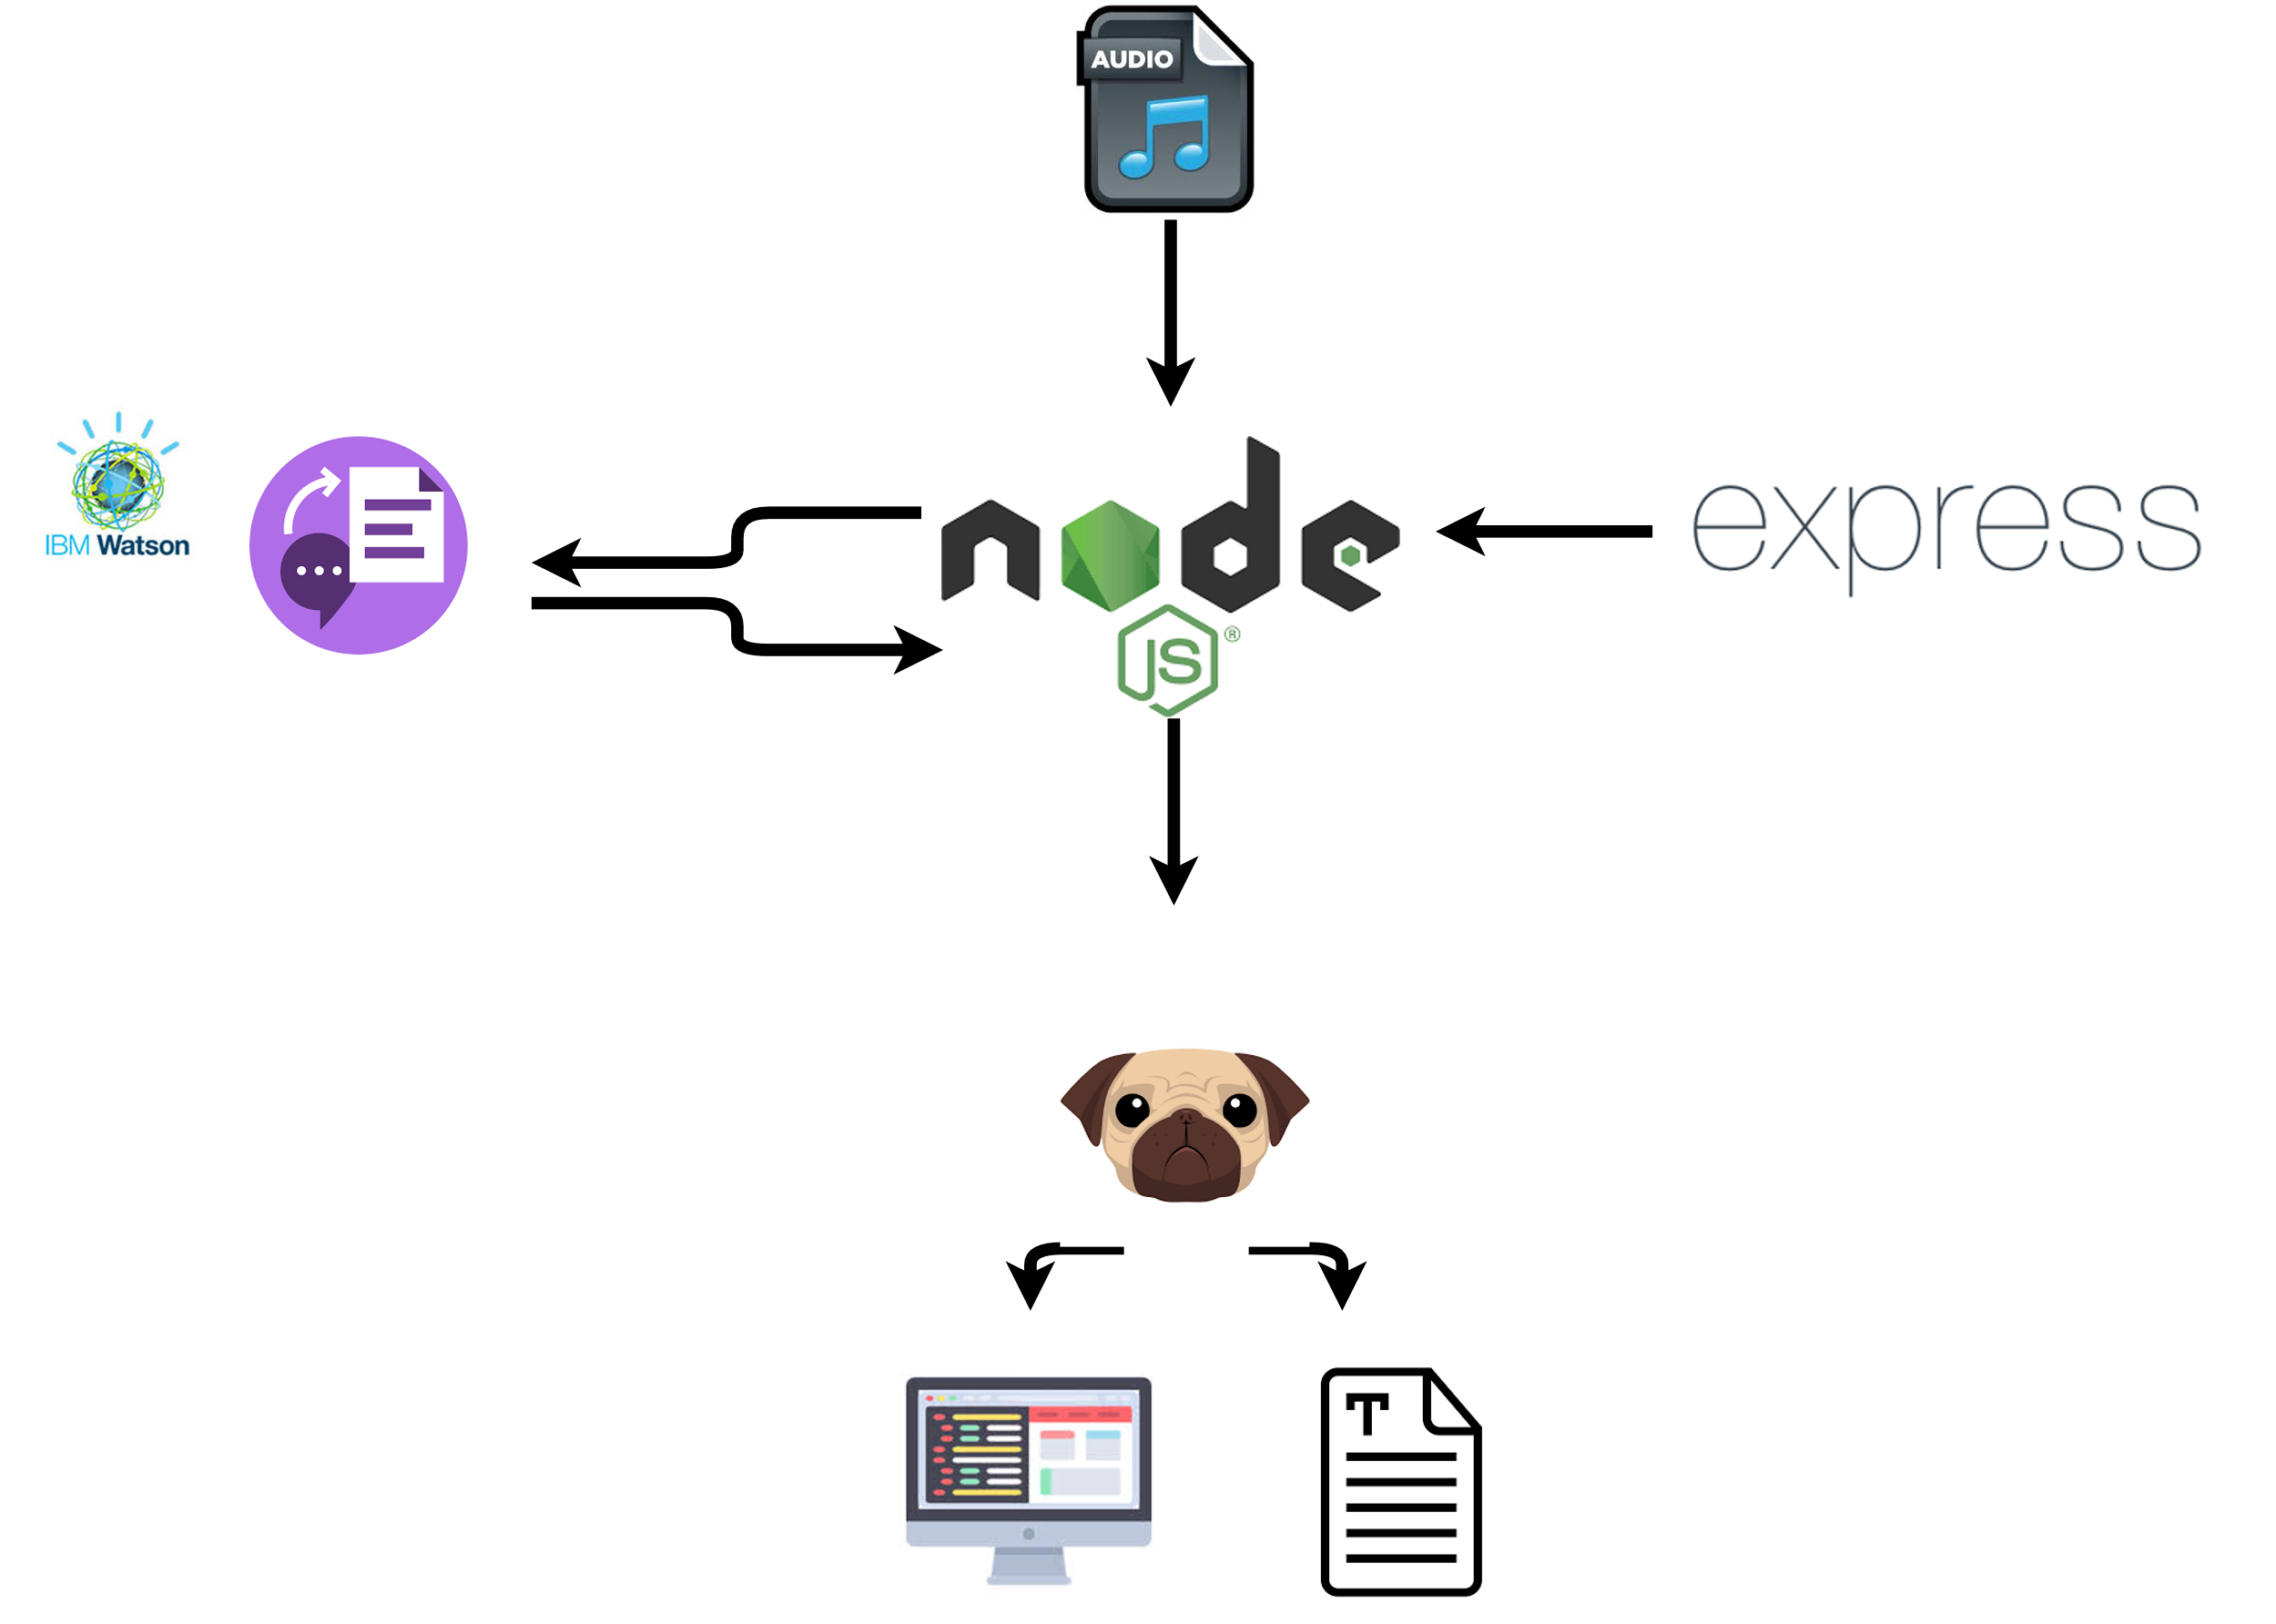 AUDIO
IBM Watson
node
express
JS ®
T